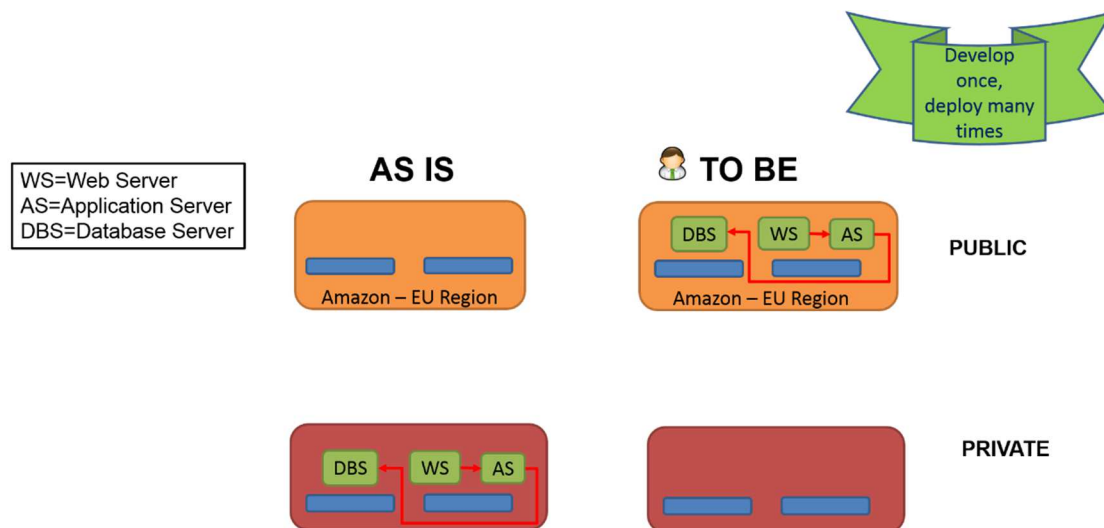 Develop
once,
deploy many
times
WS=Web Server
AS=Application Server
DBS=Database Server
AS IS
TO BE
Amazon – EU Region
DBS
WS
AS
Amazon – EU Region
PUBLIC
DBS
WS
AS
PRIVATE